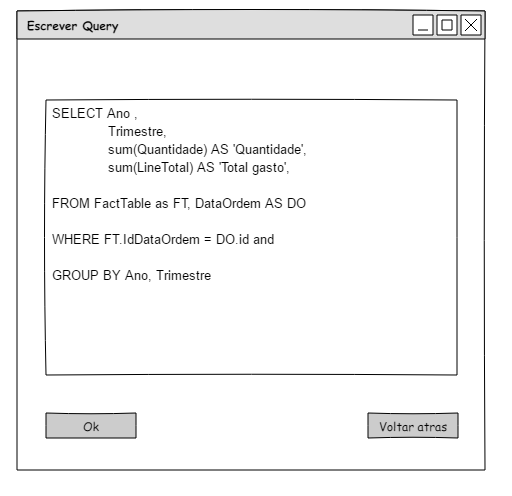 Escrever Query
SELECT Ano ,
Trimestre,
sum(Quantidade) AS 'Quantidade',
sum(LineTotal) AS 'Total gasto',
FROM FactTable as FT, DataOrdem AS DO
WHERE FT.IdDataOrdem = DO.id and
GROUP BY Ano, Trimestre
Ok
Voltar atras